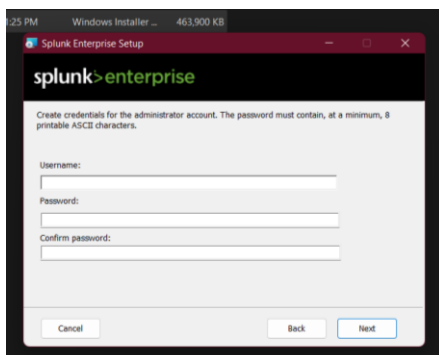 1:25 PM Windows Installer ... 463,900 KB
Splunk Enterprise Setup
splunk>enterprise
Create credentials for the administrator account. The password must contain, at a minimum, 8
printable ASCII characters.
Username:
Password:
Confirm password:
Cancel Back Next